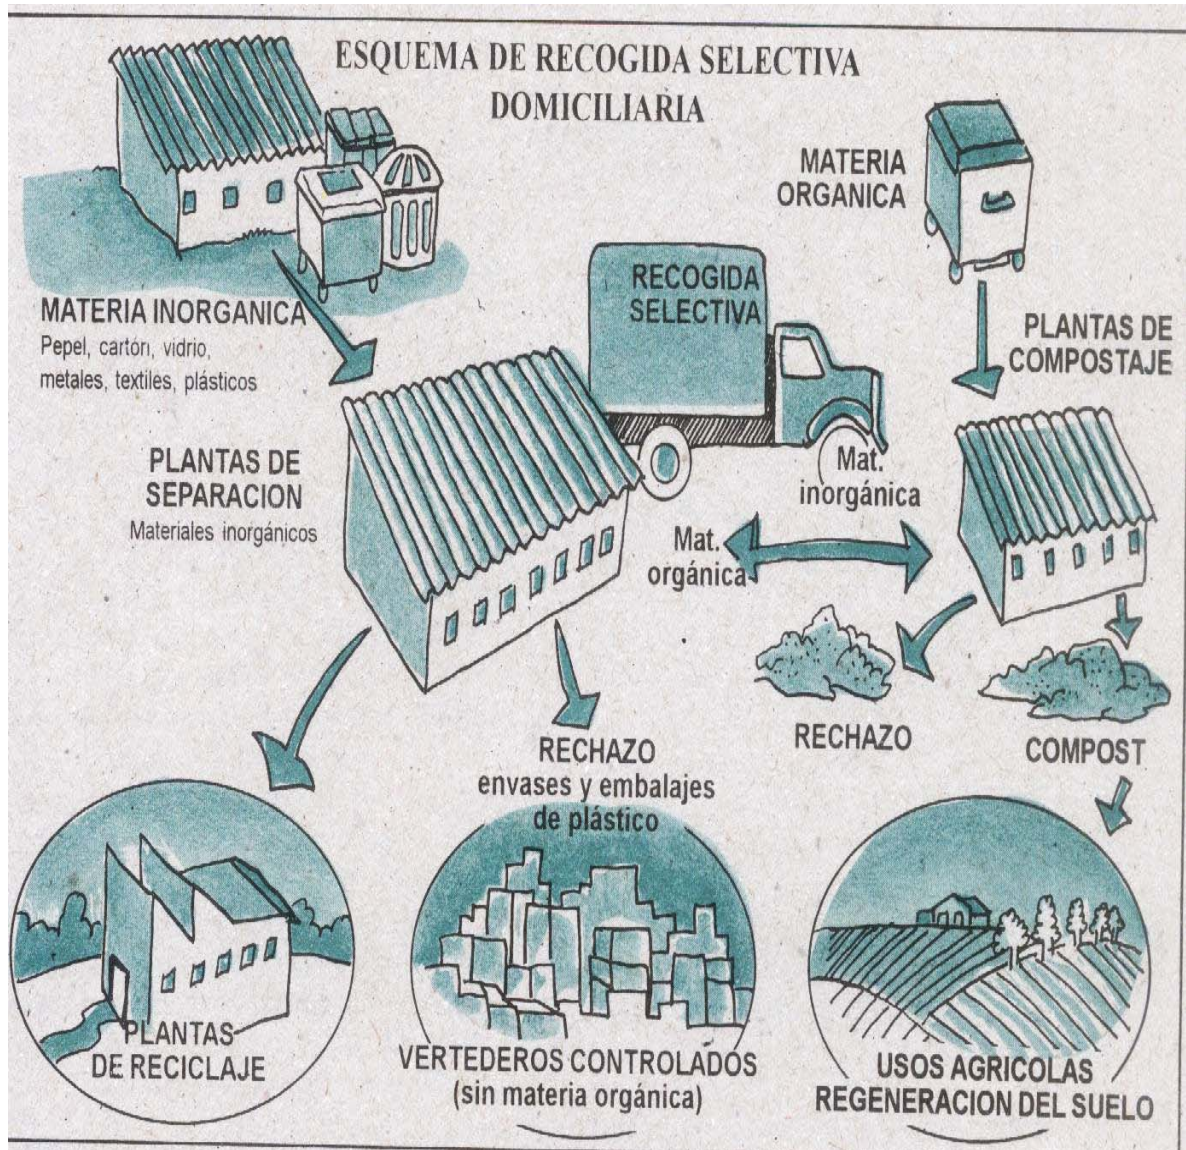 ESQUEMA DE RECOGIDA SELECTIVA
DOMICILIARIA
MATERIA
ORGANICA
RECOGIDA
SELECTIVA
MATERIA INORGANICA
Pepel, cartón, vidrio,
metales, textiles, plásticos
PLANTAS DE
COMPOSTAJE
PLANTAS DE
SEPARACION
Materiales inorgánicos
Mat.
inorgánica
Mat.
orgánica
RECHAZO
envases y embalajes
de plástico
RECHAZO
COMPOST
PLANTAS
DE RECICLAJE
VERTEDEROS CONTROLADOS
(sin materia orgánica)
USOS AGRICOLAS
REGENERACION DEL SUELO